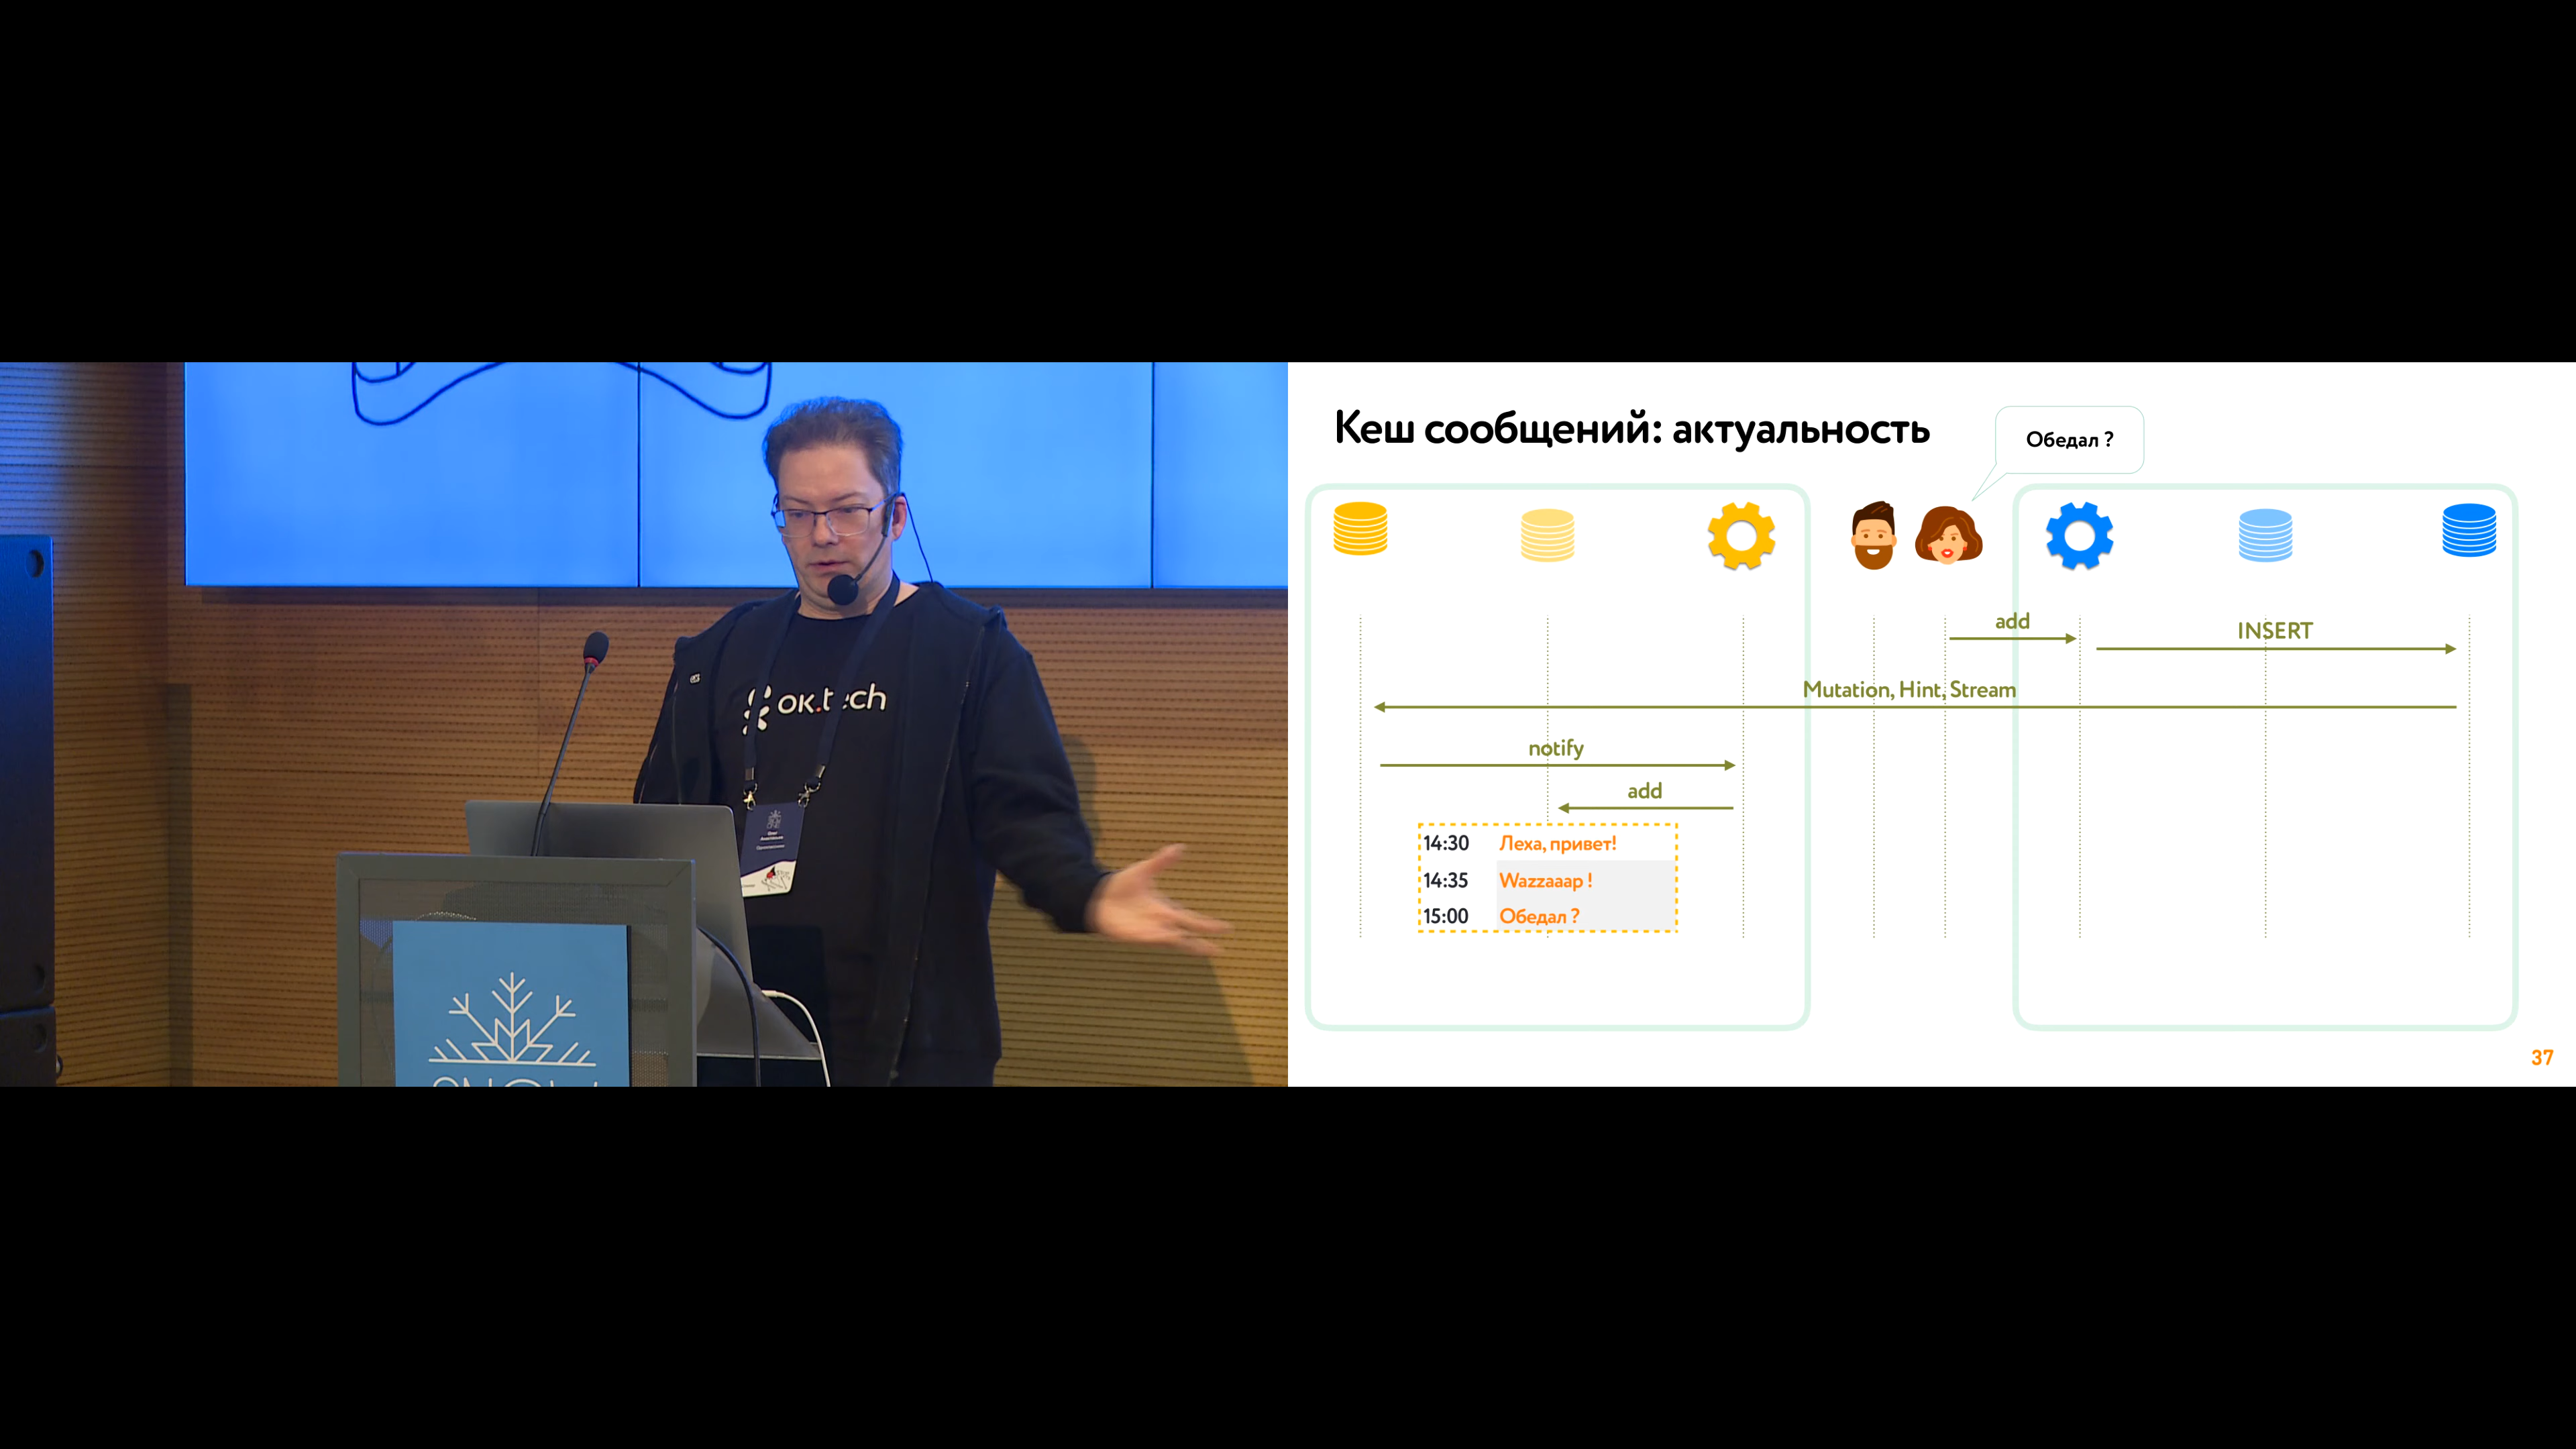 ok.tech
SNOW
Кеш сообщений: актуальность
Обедал ?
add
INSERT
Mutation, Hint, Stream
notify
add
14:30 Леха, привет!
14:35 Wazzaaap !
15:00 Обедал ?
37